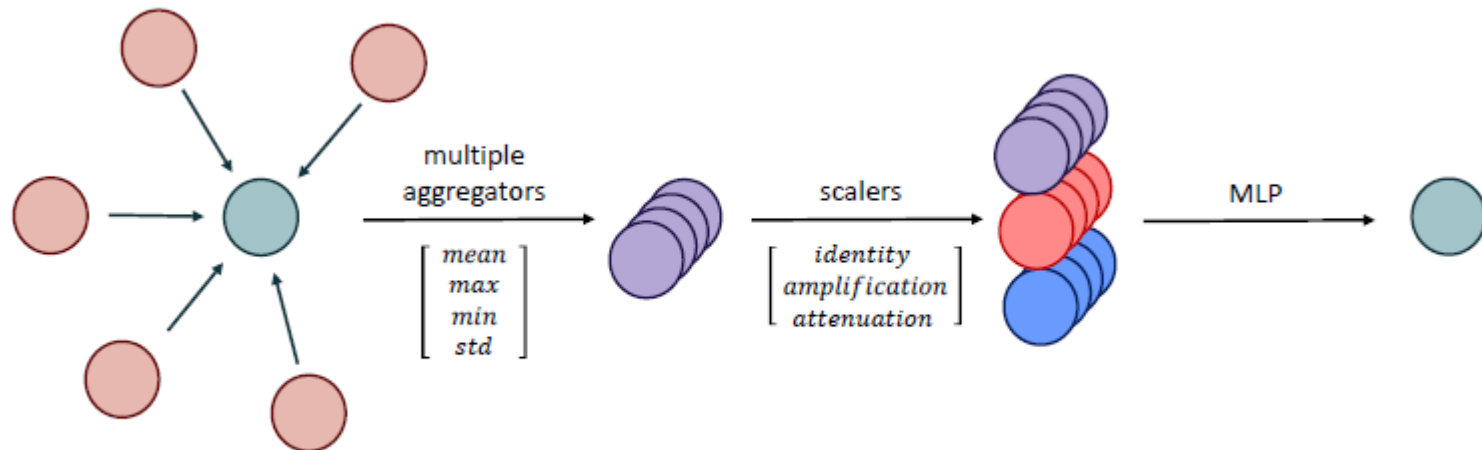 multiple
aggregators
mean
max
min
std
scalers
identity
amplification
attenuation
MLP